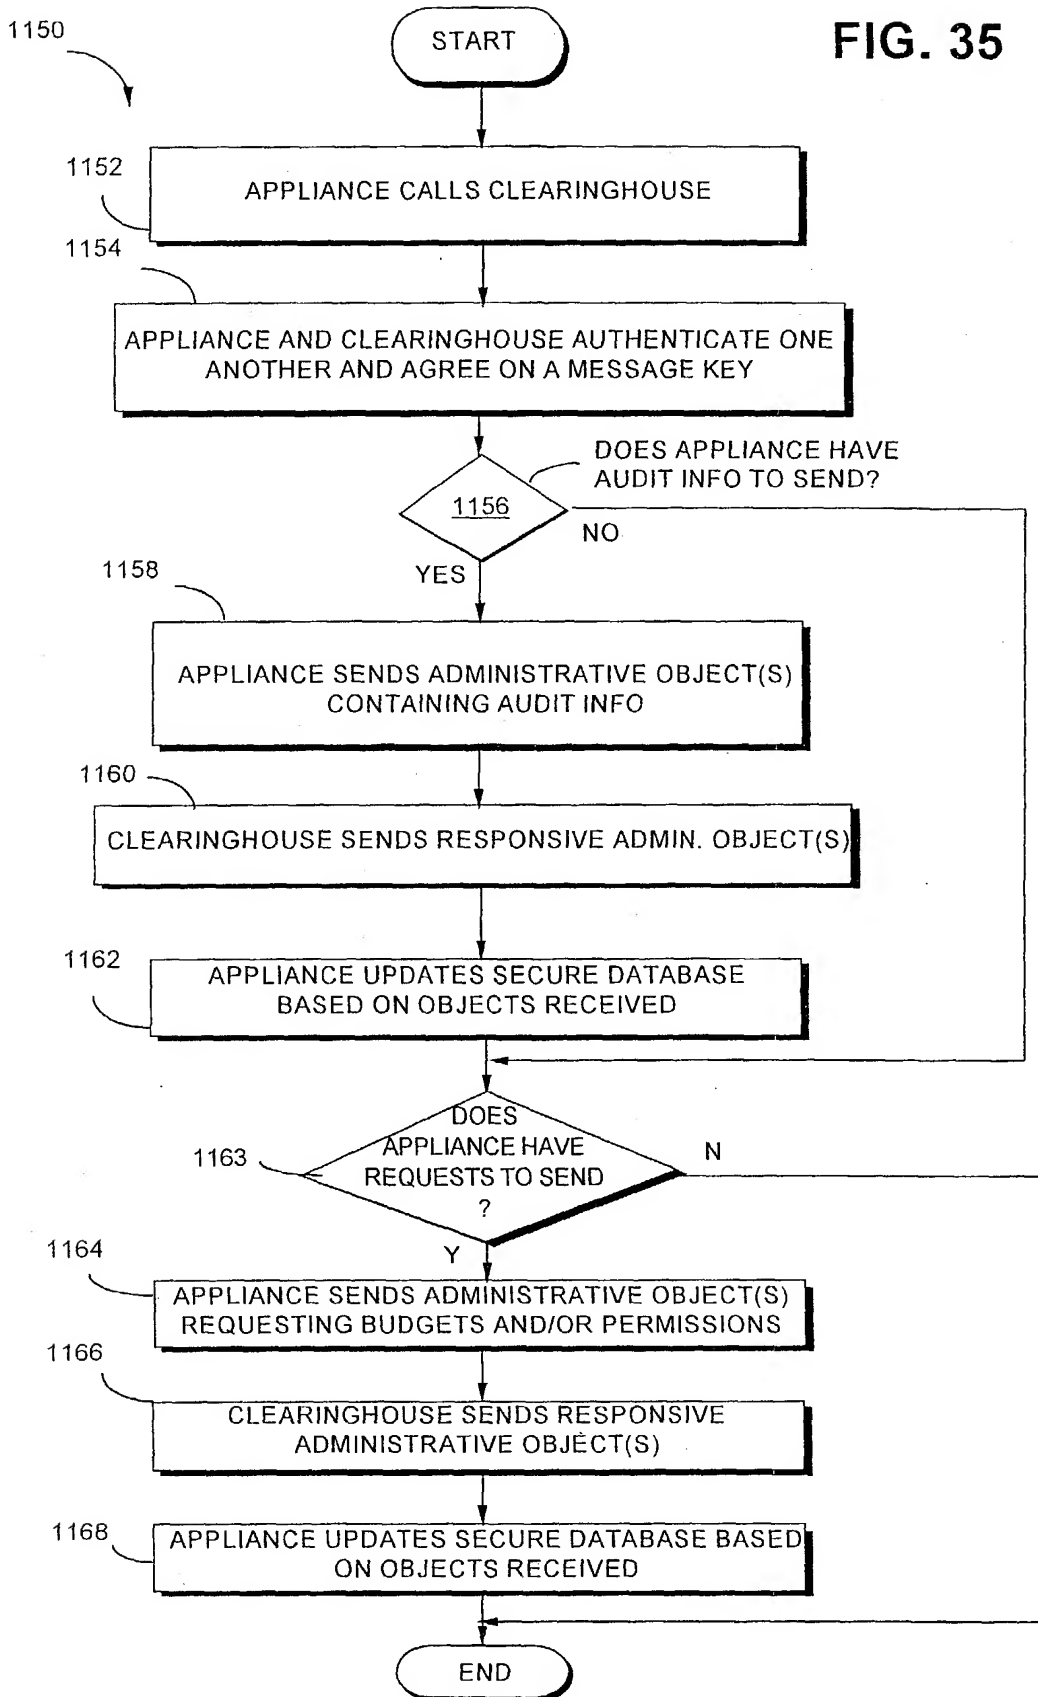 1150
START
FIG. 35
1152
APPLIANCE CALLS CLEARINGHOUSE
1154
APPLIANCE AND CLEARINGHOUSE AUTHENTICATE ONE
ANOTHER AND AGREE ON A MESSAGE KEY
DOES APPLIANCE HAVE
AUDIT INFO TO SEND?
1156
NO
YES
1158
APPLIANCE SENDS ADMINISTRATIVE OBJECT(S)
CONTAINING AUDIT INFO
1160
CLEARINGHOUSE SENDS RESPONSIVE ADMIN. OBJECT(S)
1162
APPLIANCE UPDATES SECURE DATABASE
BASED ON OBJECTS RECEIVED
DOES
APPLIANCE HAVE
REQUESTS TO SEND
?
1163
N
Y
1164
APPLIANCE SENDS ADMINISTRATIVE OBJECT(S)
REQUESTING BUDGETS AND/OR PERMISSIONS
1166
CLEARINGHOUSE SENDS RESPONSIVE
ADMINISTRATIVE OBJECT(S)
1168
APPLIANCE UPDATES SECURE DATABASE BASED
ON OBJECTS RECEIVED
END